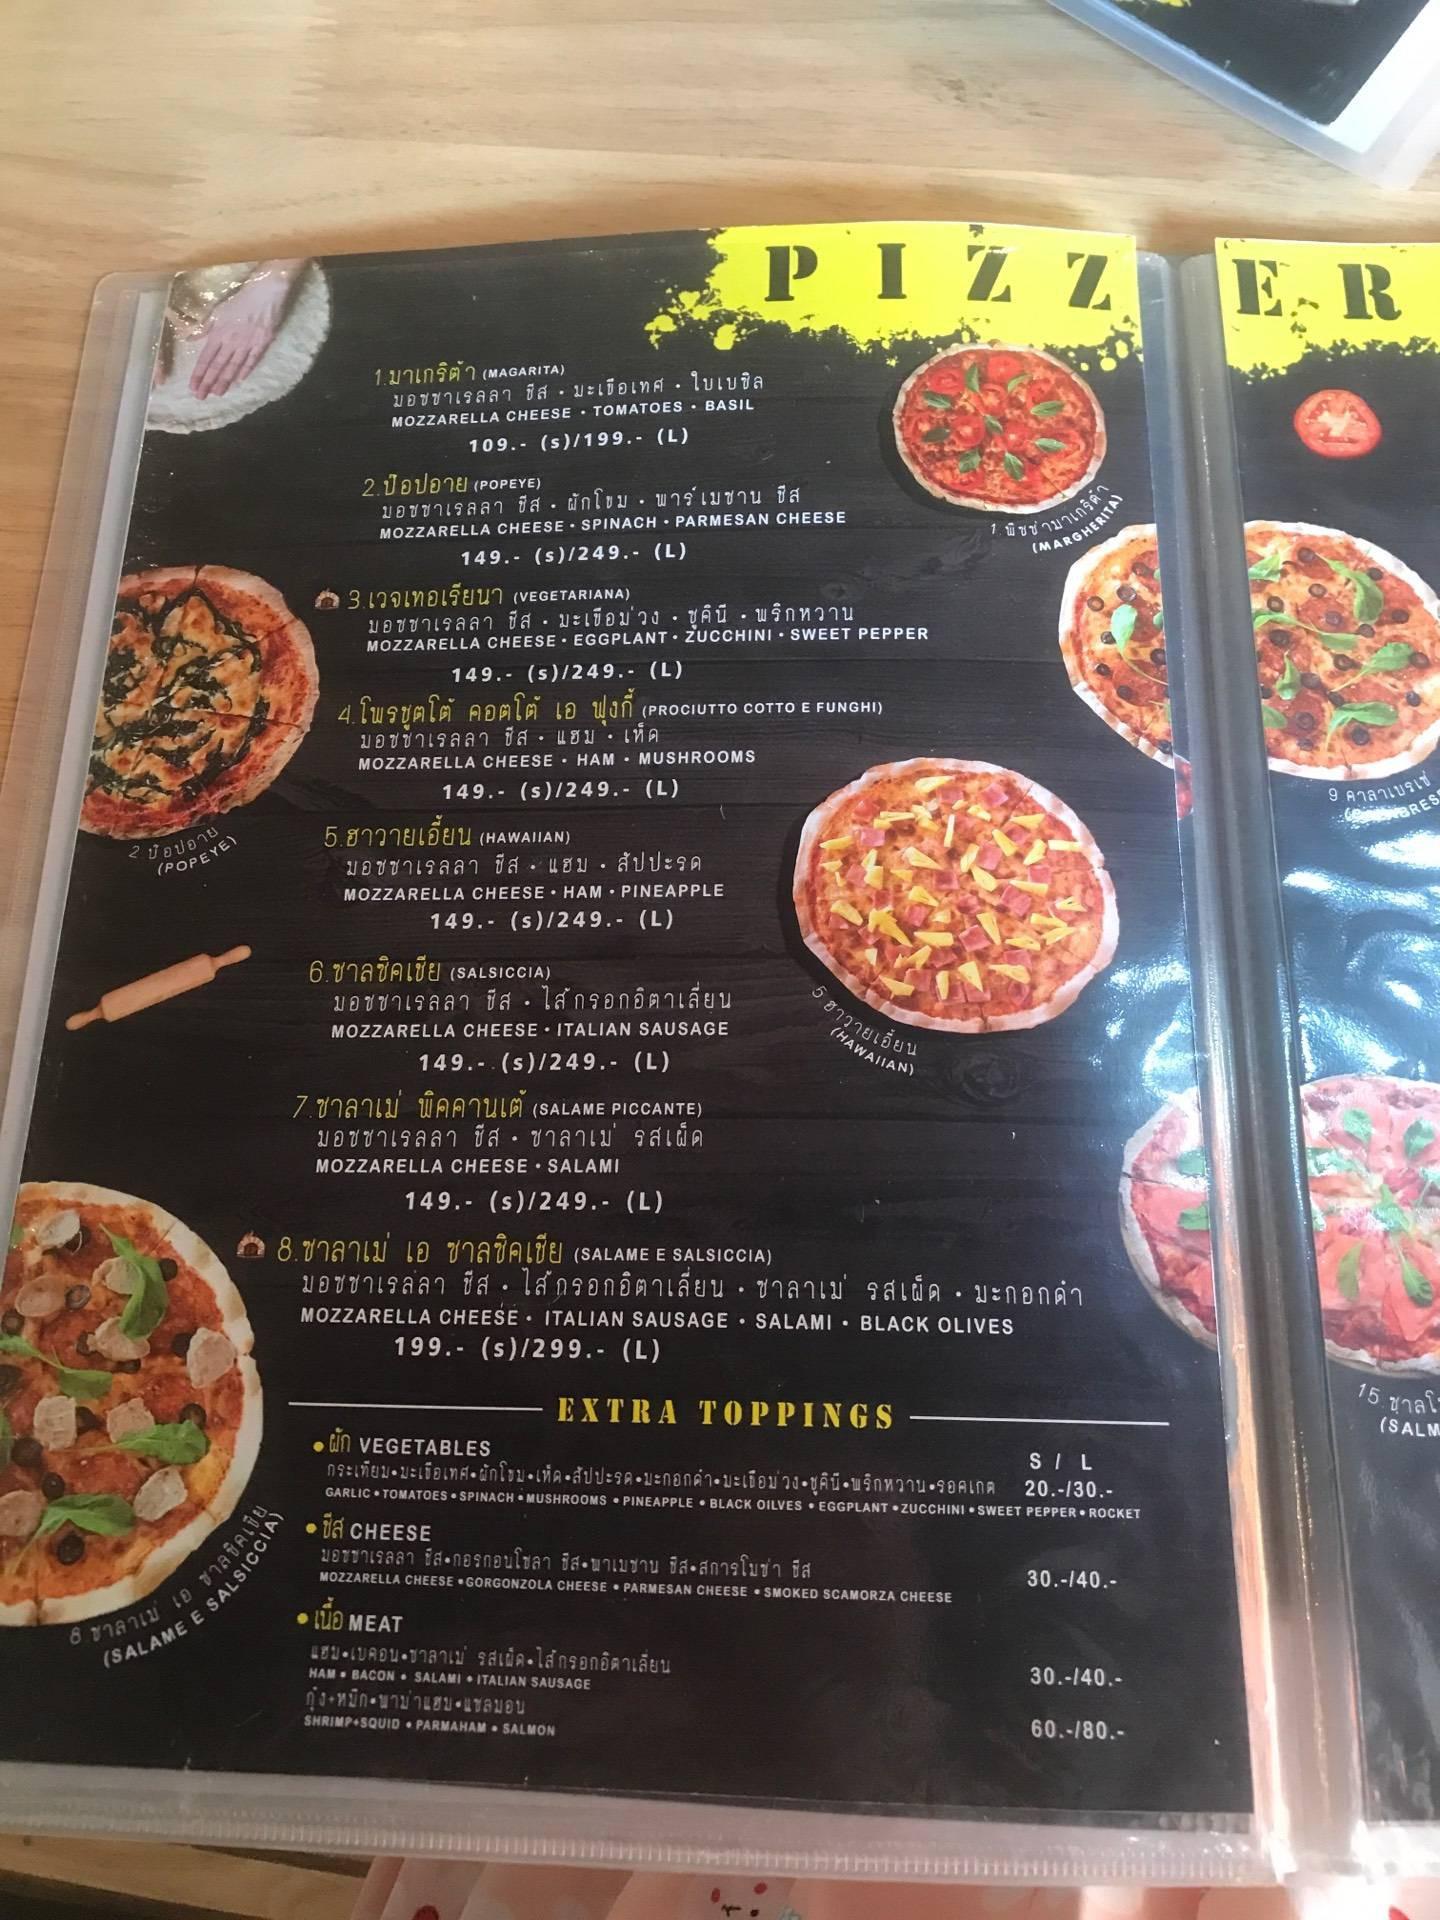 PIZZ
ER
1.มาเกริต้า (MAGARITA)
มอซซาเรลลา ชีส • มะเขือเทศ • ใบเบซิล
MOZZARELLA CHEESE • TOMATOES • BASIL
109.- (s)/199.- (L)
2.ป๊อปอาย (POPEYE)
มอซซาเรลลา ชีส • ผักโขม • พาร์เมซาน ชีส
MOZZARELLA CHEESE • SPINACH • PARMESAN CHEESE
149.- (s)/249.- (L)
3.เวจเทอเรียนา (VEGETARIANA)
มอซซาเรลลา ชีส • มะเขือม่วง • ซูคินี • พริกหวาน
MOZZARELLA CHEESE • EGGPLANT • ZUCCHINI • SWEET PEPPER
149.- (s)/249.- (L)
4.โพรชุตโต้ คอตโต้ เอ ฟุงกี้ (PROCIUTTO COTTO E FUNGHI)
มอซซาเรลลา ชีส • แฮม • เห็ด
MOZZARELLA CHEESE • HAM • MUSHROOMS
149.- (s)/249.- (L)
5.ฮาวายเอี้ยน (HAWAIIAN)
มอซซาเรลลา ชีส • แฮม • สัปปะรด
MOZZARELLA CHEESE • HAM • PINEAPPLE
149.- (s)/249.- (L)
6.ซาลซิคเชีย (SALSICCIA)
มอซซาเรลลา ชีส • ไส้กรอกอิตาเลี่ยน
MOZZARELLA CHEESE • ITALIAN SAUSAGE
149.- (s)/249.- (L)
7.ซาลาเม่ พิคคานเต้ (SALAME PICCANTE)
มอซซาเรลลา ชีส • ซาลาเม่ รสเผ็ด
MOZZARELLA CHEESE • SALAMI
149.- (s)/249.- (L)
8.ซาลาเม่ เอ ซาลซิคเชีย (SALAME E SALSICCIA)
มอซซาเรลลา ชีส • ไส้กรอกอิตาเลี่ยน • ซาลาเม่ รสเผ็ด • มะกอกดำ
MOZZARELLA CHEESE • ITALIAN SAUSAGE • SALAMI • BLACK OLIVES
199.- (s)/299.- (L)
1.พิซซ่ามาเกริต้า
(MARGHERITA)
2.ป๊อปอาย
(POPEYE)
5.ฮาวายเอี้ยน
(HAWAIIAN)
8.ซาลาเม่ เอ ซาลซิคเชีย
(SALAME E SALSICCIA)
EXTRA TOPPINGS
• ผัก VEGETABLES S / L
กระเทียม•มะเขือเทศ•ผักโขม•เห็ด•สัปปะรด•มะกอกดำ•มะเขือม่วง•ซูคินี•พริกหวาน•รอคเกต 20.-/30.-
GARLIC • TOMATOES • SPINACH • MUSHROOMS • PINEAPPLE • BLACK OILVES • EGGPLANT • ZUCCHINI • SWEET PEPPER • ROCKET
• ชีส CHEESE
มอซซาเรลลา ชีส•กอรกอนโซลา ชีส•พาเมซาน ชีส•สการโมซ่า ชีส 30.-/40.-
MOZZARELLA CHEESE • GORGONZOLA CHEESE • PARMESAN CHEESE • SMOKED SCAMORZA CHEESE
• เนื้อ MEAT
แฮม•เบคอน•ซาลาเม่ รสเผ็ด•ไส้กรอกอิตาเลี่ยน 30.-/40.-
HAM • BACON • SALAMI • ITALIAN SAUSAGE
กุ้ง+หมึก•พาม่าแฮม•แซลมอน 60.-/80.-
SHRIMP+SQUID • PARMAHAM • SALMON
9 คาลาเบรเซ่
15.ซาลโ
(SALM